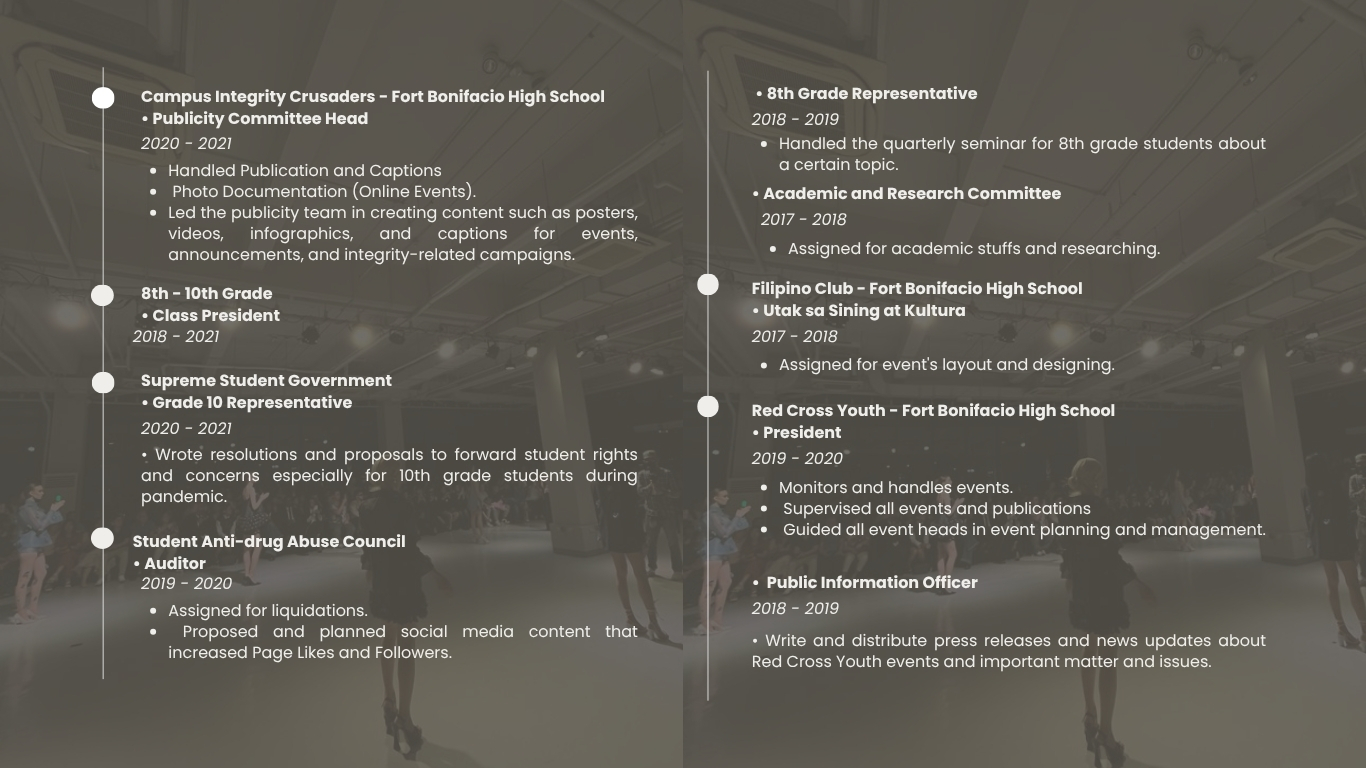 Campus Integrity Crusaders - Fort Bonifacio High School
• Publicity Committee Head
2020 - 2021
• Handled Publication and Captions
• Photo Documentation (Online Events).
• Led the publicity team in creating content such as posters,
videos, infographics, and captions for events,
announcements, and integrity-related campaigns.
8th - 10th Grade
• Class President
2018 - 2021
Supreme Student Government
• Grade 10 Representative
2020 - 2021
• Wrote resolutions and proposals to forward student rights
and concerns especially for 10th grade students during
pandemic.
Student Anti-drug Abuse Council
• Auditor
2019 - 2020
• Assigned for liquidations.
• Proposed and planned social media content that
increased Page Likes and Followers.
• 8th Grade Representative
2018 - 2019
• Handled the quarterly seminar for 8th grade students about
a certain topic.
• Academic and Research Committee
2017 - 2018
• Assigned for academic stuffs and researching.
Filipino Club - Fort Bonifacio High School
• Utak sa Sining at Kultura
2017 - 2018
• Assigned for event's layout and designing.
Red Cross Youth - Fort Bonifacio High School
• President
2019 - 2020
• Monitors and handles events.
• Supervised all events and publications
• Guided all event heads in event planning and management.
• Public Information Officer
2018 - 2019
• Write and distribute press releases and news updates about
Red Cross Youth events and important matter and issues.